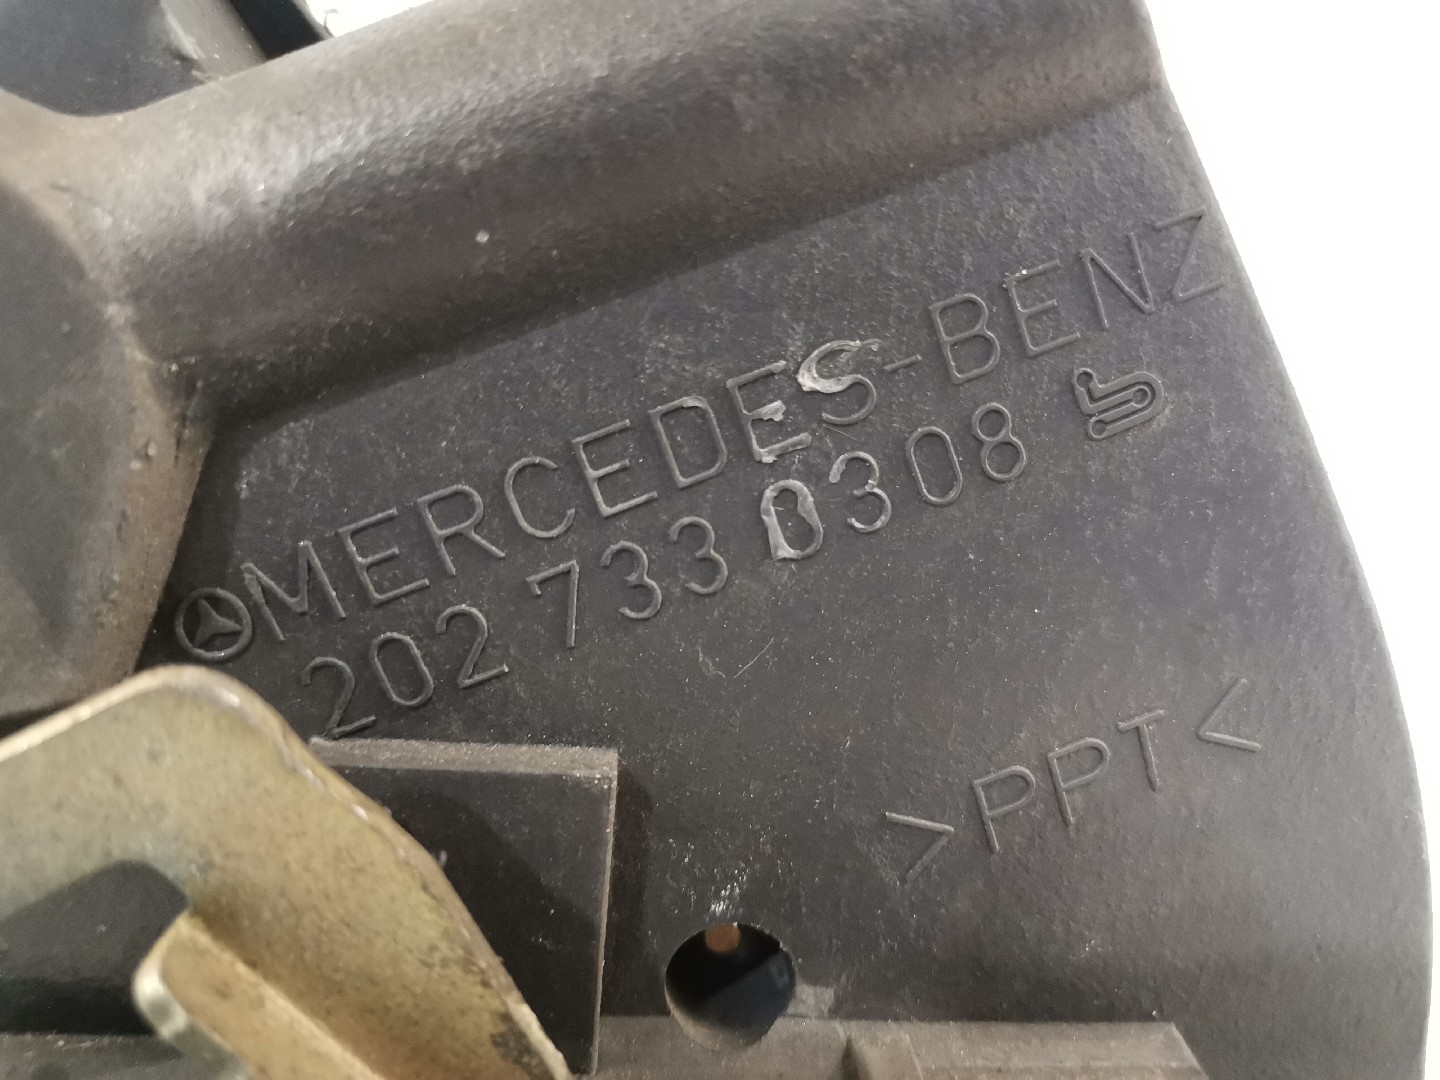 MERCEDES-BENZ
202 733 0308
>PPT<